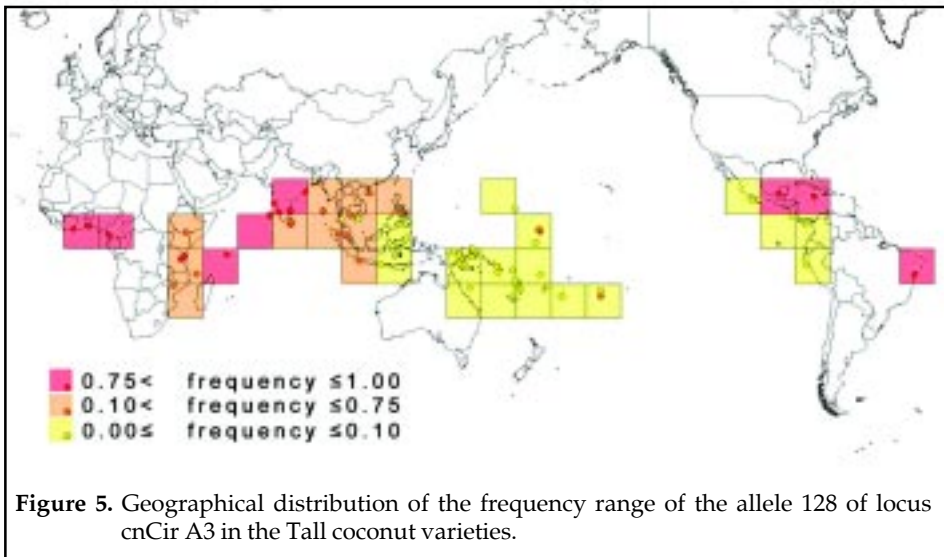 0.75< frequency ≤1.00
0.10< frequency ≤0.75
0.00≤ frequency ≤0.10
Figure 5. Geographical distribution of the frequency range of the allele 128 of locus
cnCir A3 in the Tall coconut varieties.